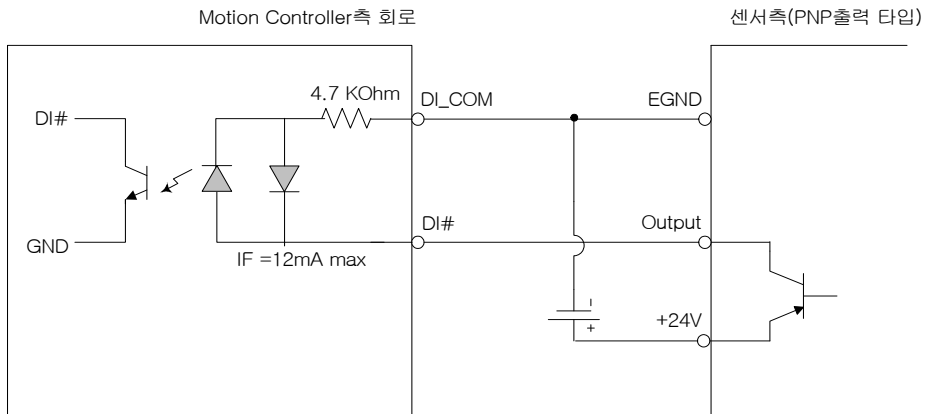 Motion Controller측 회로
센서측(PNP출력 타입)
4.7 KOhm
DI_COM
EGND
DI#
DI#
Output
GND
IF =12mA max
+24V
-
+